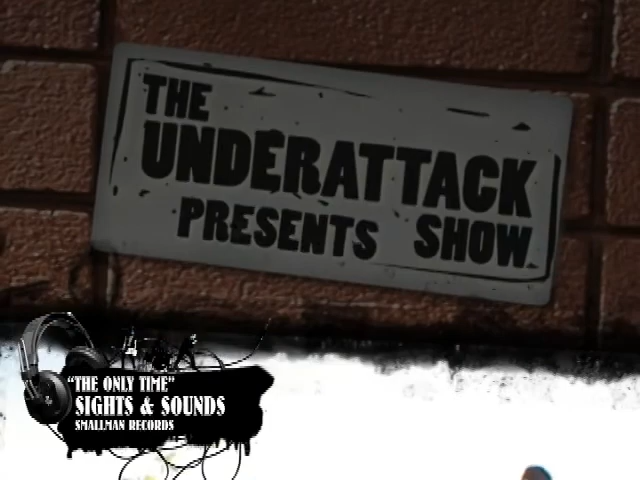 THE
UNDERATTACK
PRESENTS SHOW
"THE ONLY TIME"
SIGHTS & SOUNDS
SMALLMAN RECORDS